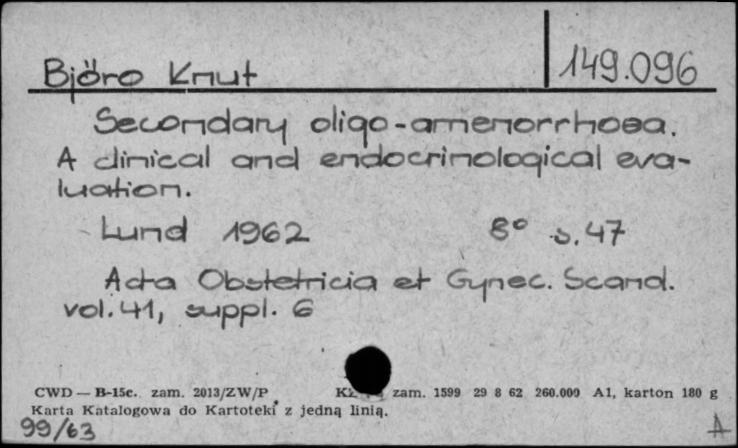 Björo Knut 149.096
Secondary oligo-amenorrhoea.
A clinical and endocrinological eva-
luation.
Lund 1962 8° s.47
Acta Obstetricia et Gynec. Scand.
vol.41, suppl. 6
CWD — B-15c. zam. 2013/ZW/P zam. 1599 29 8 62 260.000 A1, karton 180 g
Karta Katalogowa do Kartoteki z jedną linią.
99/63 A